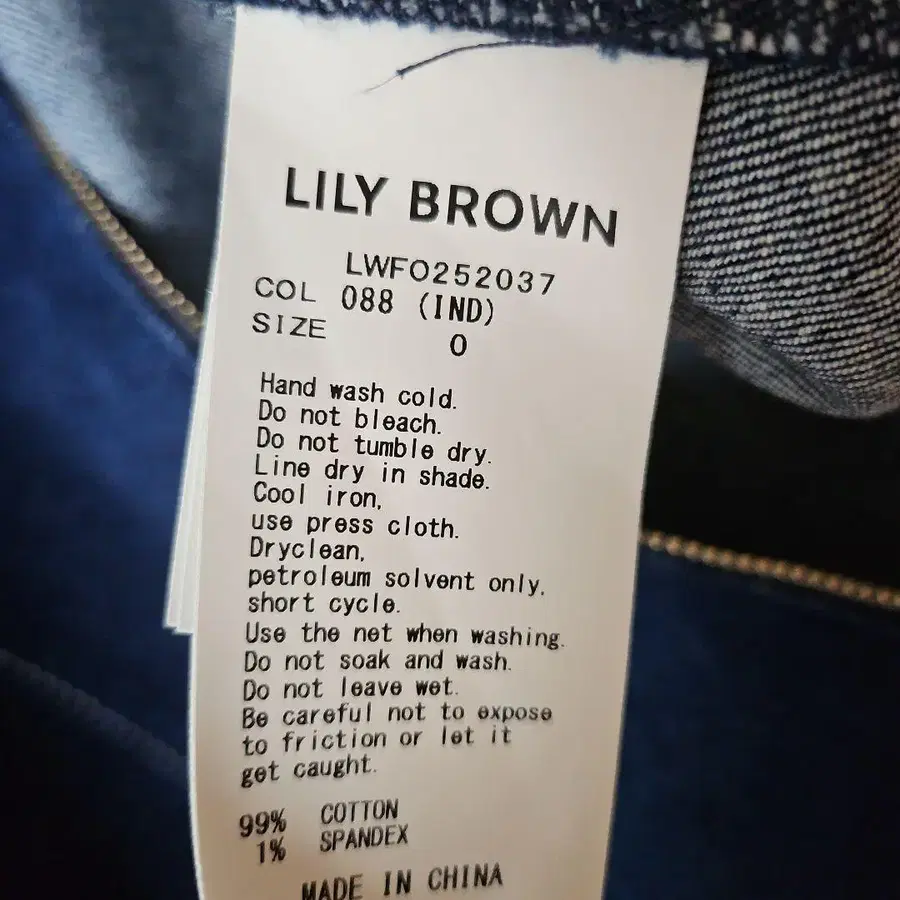 LILY BROWN
LWFO252037
COL 088 (IND)
SIZE 0
Hand wash cold.
Do not bleach.
Do not tumble dry.
Line dry in shade.
Cool iron,
use press cloth.
Dryclean,
petroleum solvent only,
short cycle.
Use the net when washing.
Do not soak and wash.
Do not leave wet.
Be careful not to expose
to friction or let it
get caught.
99% COTTON
1% SPANDEX
MADE IN CHINA